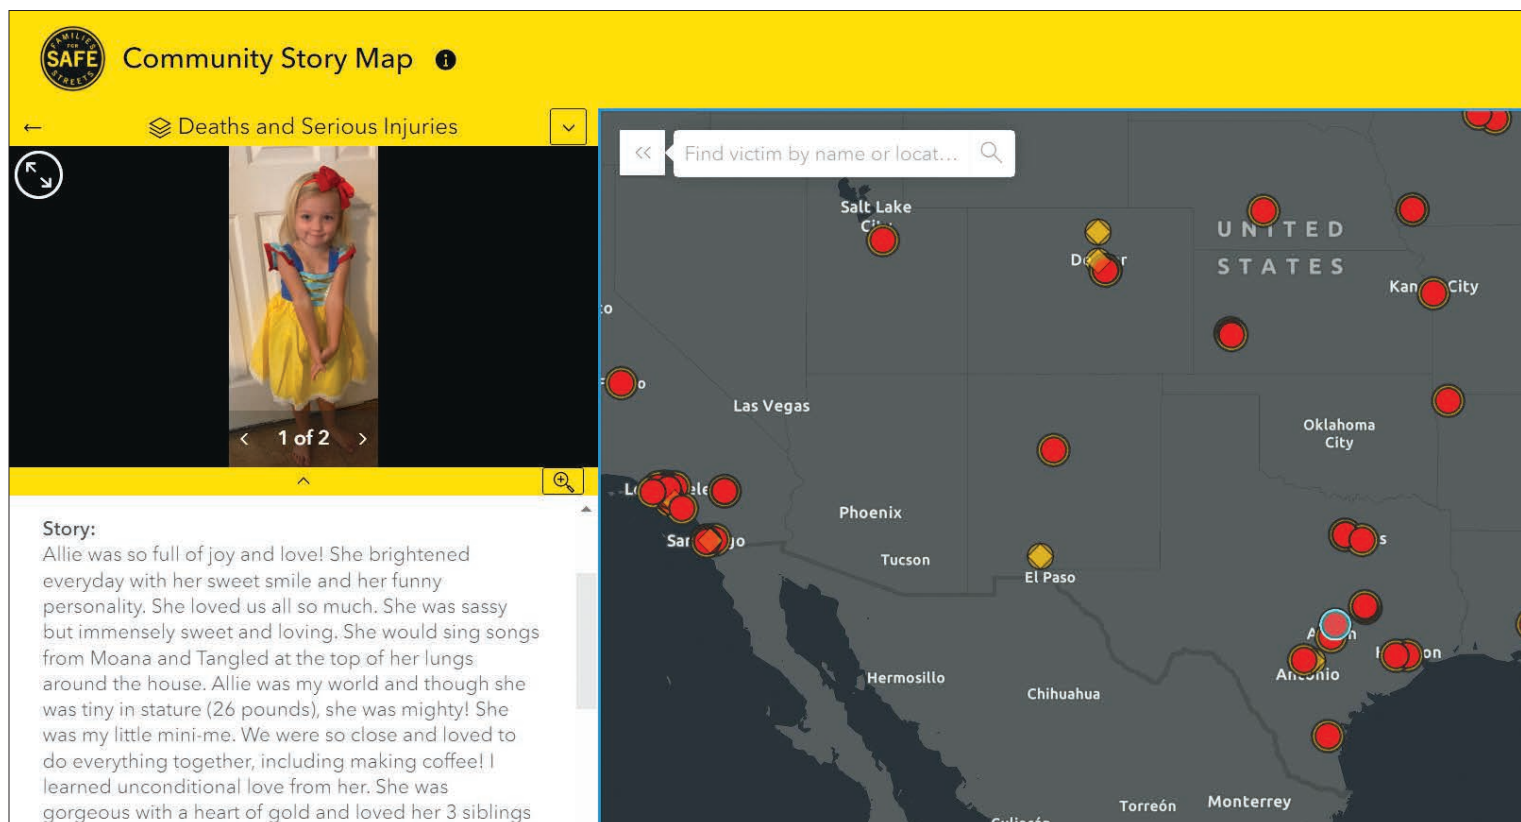 FAMILIES
FOR
SAFE
STREETS
Community Story Map
Deaths and Serious Injuries
1 of 2
Story:
Allie was so full of joy and love! She brightened
everyday with her sweet smile and her funny
personality. She loved us all so much. She was sassy
but immensely sweet and loving. She would sing songs
from Moana and Tangled at the top of her lungs
around the house. Allie was my world and though she
was tiny in stature (26 pounds), she was mighty! She
was my little mini-me. We were so close and loved to
do everything together, including making coffee! I
learned unconditional love from her. She was
gorgeous with a heart of gold and loved her 3 siblings
Find victim by name or locat...
Salt Lake
UNITED
STATES
City
Las Vegas
Oklahoma
City
Phoenix
Tucson
El Paso
Hermosillo
Chihuahua
Torreón
Monterrey